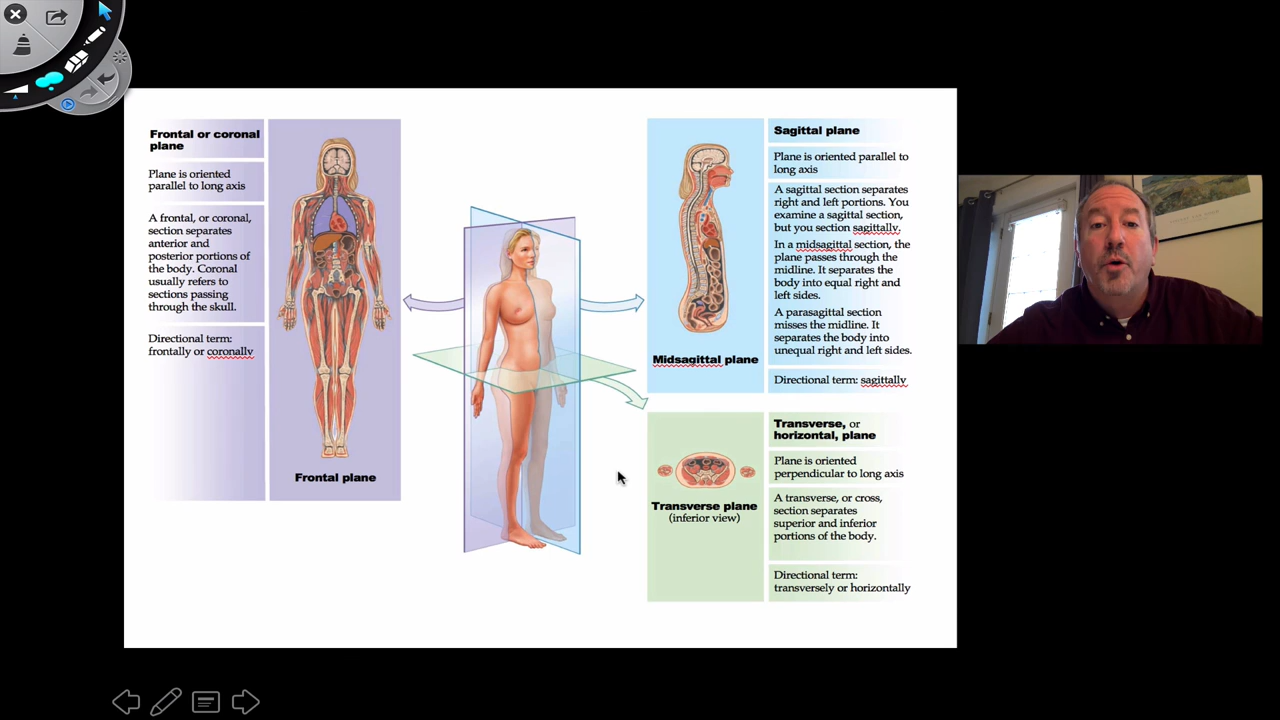 Frontal or coronal
plane
Plane is oriented
parallel to long axis
A frontal, or coronal,
section separates
anterior and
posterior portions of
the body. Coronal
usually refers to
sections passing
through the skull.
Directional term:
frontally or coronally
Frontal plane
Midsagittal plane
Sagittal plane
Plane is oriented parallel to
long axis
A sagittal section separates
right and left portions. You
examine a sagittal section,
but you section sagittally.
In a midsagittal section, the
plane passes through the
midline. It separates the
body into equal right and
left sides.
A parasagittal section
misses the midline. It
separates the body into
unequal right and left sides.
Directional term: sagittally
Transverse plane
(inferior view)
Transverse, or
horizontal, plane
Plane is oriented
perpendicular to long axis
A transverse, or cross,
section separates
superior and inferior
portions of the body.
Directional term:
transversely or horizontally